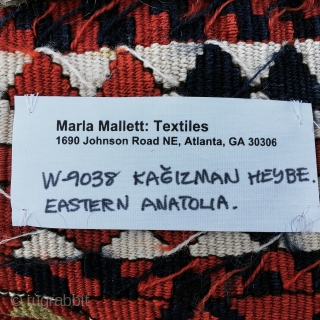 Marla Mallett: Textiles
1690 Johnson Road NE, Atlanta, GA 30306
W-9038 KAĞIZMAN HEYBE.
EASTERN ANATOLIA.
© rugrabbit